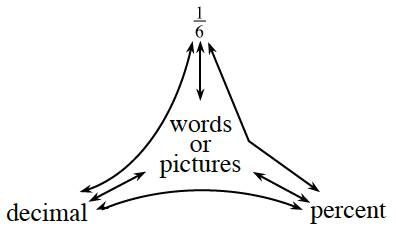 1/6
words
or
pictures
decimal
percent